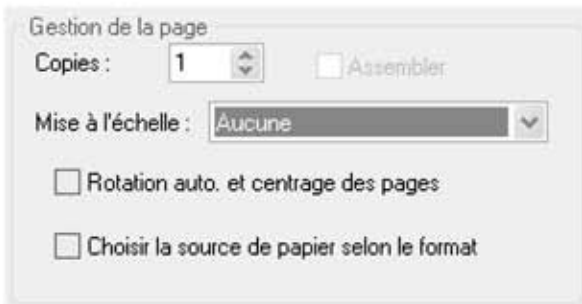 Gestion de la page
Copies : 1 Assembler
Mise à l'échelle : Aucune
Rotation auto. et centrage des pages
Choisir la source de papier selon le format